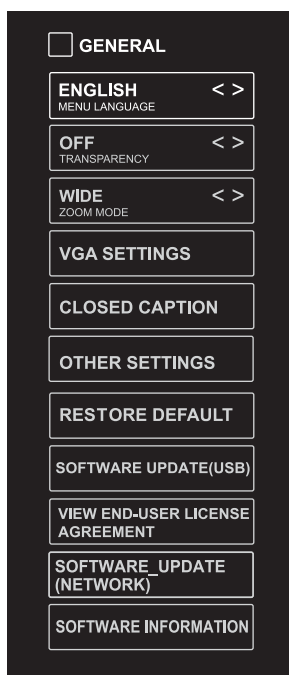 GENERAL
ENGLISH < >
MENU LANGUAGE
OFF < >
TRANSPARENCY
WIDE < >
ZOOM MODE
VGA SETTINGS
CLOSED CAPTION
OTHER SETTINGS
RESTORE DEFAULT
SOFTWARE UPDATE(USB)
VIEW END-USER LICENSE
AGREEMENT
SOFTWARE_UPDATE
(NETWORK)
SOFTWARE INFORMATION